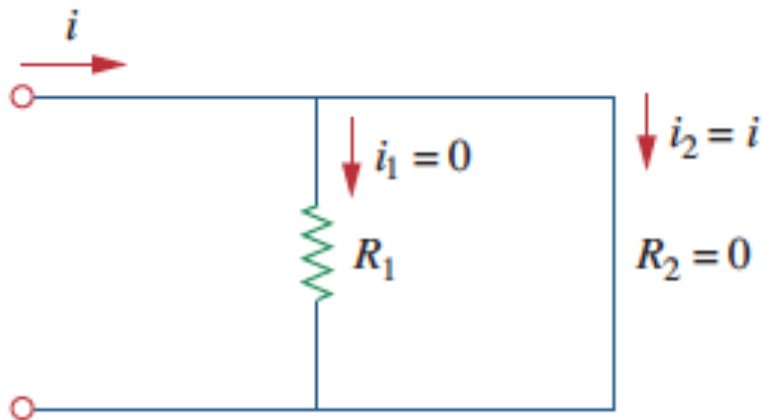 i
i₁ = 0
i₂ = i
R₁
R₂ = 0